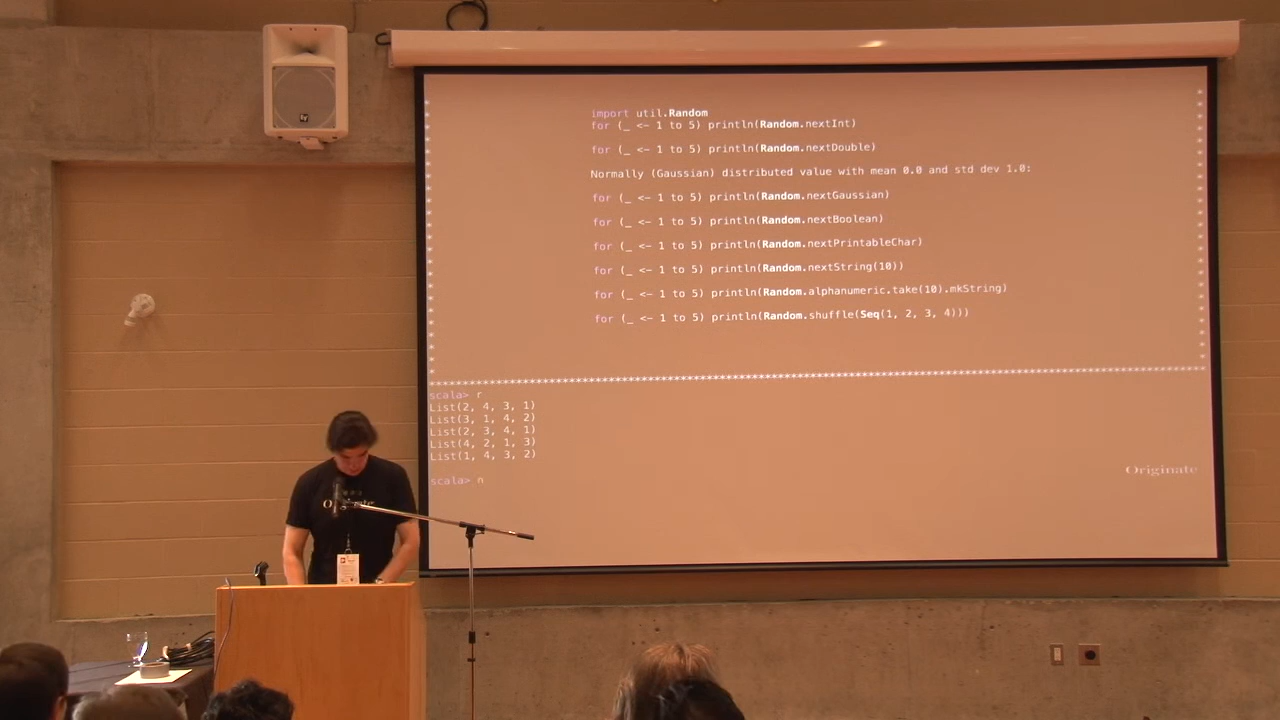 import util.Random
for (_ <- 1 to 5) println(Random.nextInt)
for (_ <- 1 to 5) println(Random.nextDouble)
Normally (Gaussian) distributed value with mean 0.0 and std dev 1.0:
for (_ <- 1 to 5) println(Random.nextGaussian)
for (_ <- 1 to 5) println(Random.nextBoolean)
for (_ <- 1 to 5) println(Random.nextPrintableChar)
for (_ <- 1 to 5) println(Random.nextString(10))
for (_ <- 1 to 5) println(Random.alphanumeric.take(10).mkString)
for (_ <- 1 to 5) println(Random.shuffle(Seq(1, 2, 3, 4)))
scala> r
List(2, 4, 3, 1)
List(3, 1, 4, 2)
List(2, 3, 4, 1)
List(4, 2, 1, 3)
List(1, 4, 3, 2)
scala> n
Originate